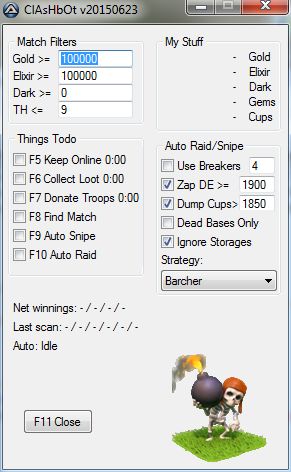 ClAsHbOt v20150623
Match Filters
Gold >= 100000
Elixir >= 100000
Dark >= 0
TH <= 9
My Stuff
- Gold
- Elixir
- Dark
- Gems
- Cups
Things Todo
F5 Keep Online 0:00
F6 Collect Loot 0:00
F7 Donate Troops 0:00
F8 Find Match
F9 Auto Snipe
F10 Auto Raid
Auto Raid/Snipe
Use Breakers 4
Zap DE >= 1900
Dump Cups> 1850
Dead Bases Only
Ignore Storages
Strategy:
Barcher
Net winnings: - / - / - / -
Last scan: - / - / - / - / -
Auto: Idle
F11 Close